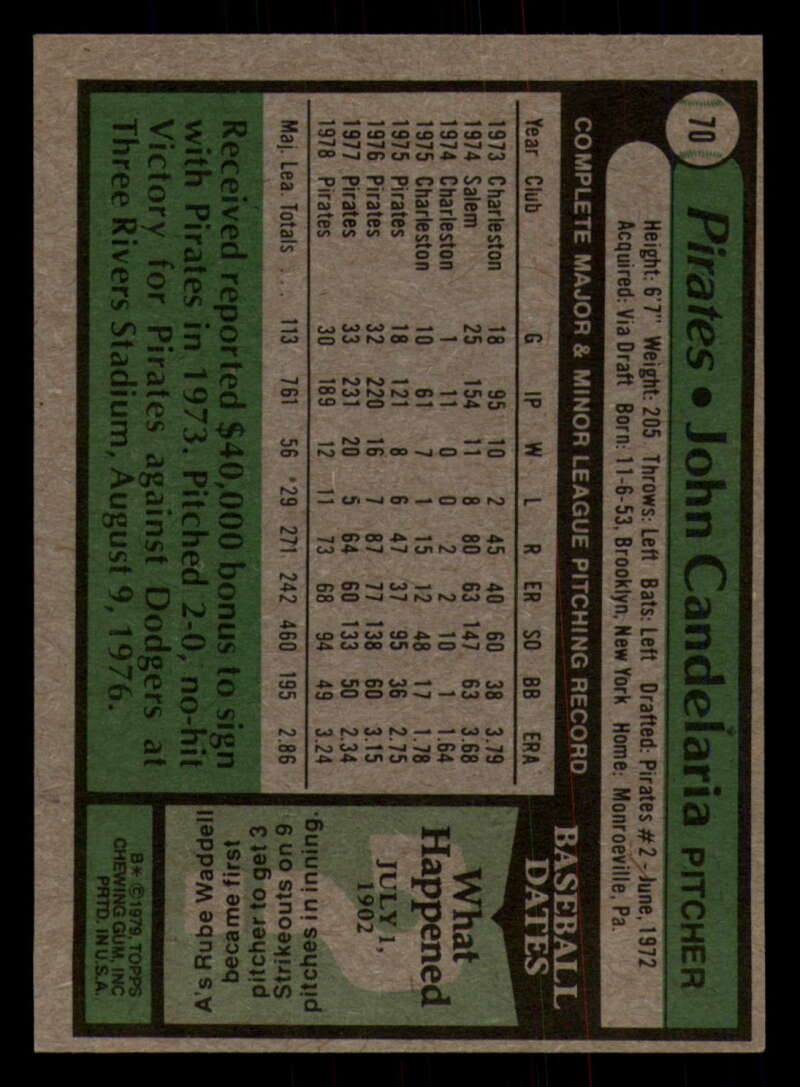 70
Pirates • John Candelaria PITCHER
Height: 6'7" Weight: 205 Throws: Left Bats: Left Drafted: Pirates #2-June, 1972
Acquired: Via Draft Born: 11-6-53, Brooklyn, New York Home: Monroeville, Pa.
COMPLETE MAJOR & MINOR LEAGUE PITCHING RECORD
Year Club G IP W L R ER SO BB ERA
1973 Charleston 18 95 10 2 45 40 60 38 3.79
1974 Salem 25 154 11 8 80 63 147 63 3.68
1974 Charleston 1 11 0 0 2 2 10 1 1.64
1975 Charleston 10 61 7 1 15 12 48 17 1.78
1975 Pirates 18 121 8 6 47 37 95 36 2.75
1976 Pirates 32 220 16 7 87 77 138 60 3.15
1977 Pirates 33 231 20 5 64 60 133 50 2.34
1978 Pirates 30 189 12 11 73 68 94 49 3.24
Maj. Lea. Totals . . . 113 761 56 *29 271 242 460 195 2.86
Received reported $40,000 bonus to sign
with Pirates in 1973. Pitched 2-0, no-hit
Victory for Pirates against Dodgers at
Three Rivers Stadium, August 9, 1976.
BASEBALL
DATES
What
Happened
JULY 1,
1902
A's Rube Waddell
became first
pitcher to get 3
Strikeouts on 9
pitches in inning.
B* © 1979, TOPPS
CHEWING GUM, INC
PRTD. IN U.S.A.